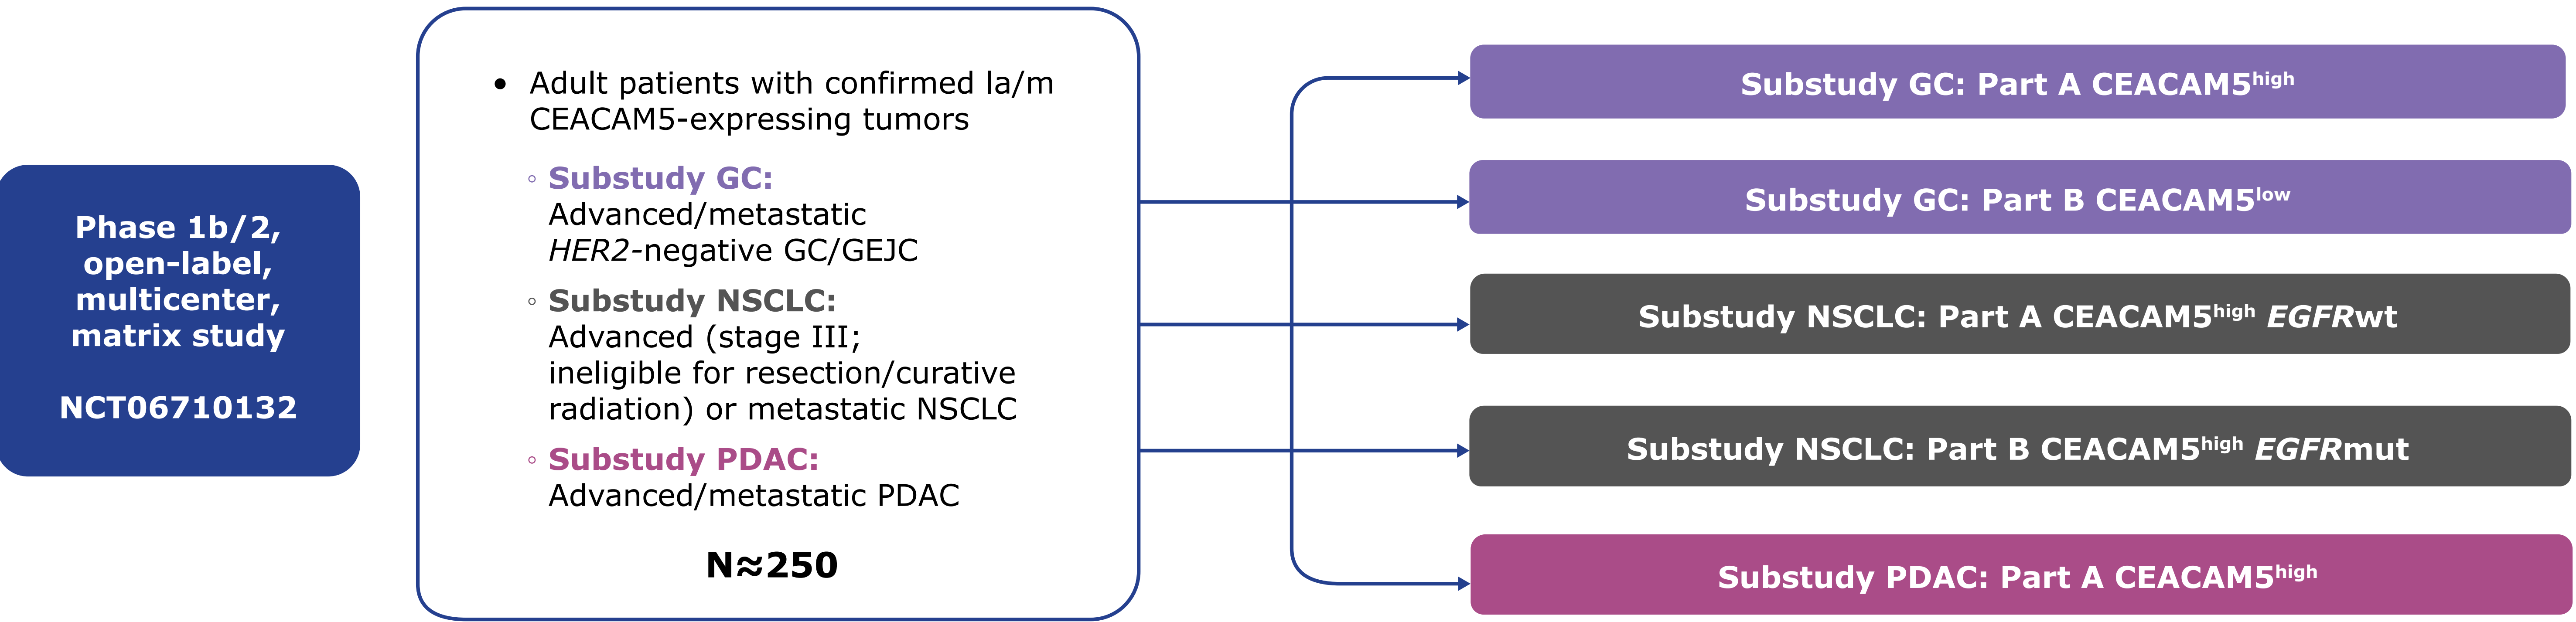 Phase 1b/2,
open-label,
multicenter,
matrix study
NCT06710132
• Adult patients with confirmed la/m
CEACAM5-expressing tumors
◦ Substudy GC:
Advanced/metastatic
HER2-negative GC/GEJC
◦ Substudy NSCLC:
Advanced (stage III;
ineligible for resection/curative
radiation) or metastatic NSCLC
◦ Substudy PDAC:
Advanced/metastatic PDAC
N≈250
Substudy GC: Part A CEACAM5high
Substudy GC: Part B CEACAM5low
Substudy NSCLC: Part A CEACAM5high EGFRwt
Substudy NSCLC: Part B CEACAM5high EGFRmut
Substudy PDAC: Part A CEACAM5high